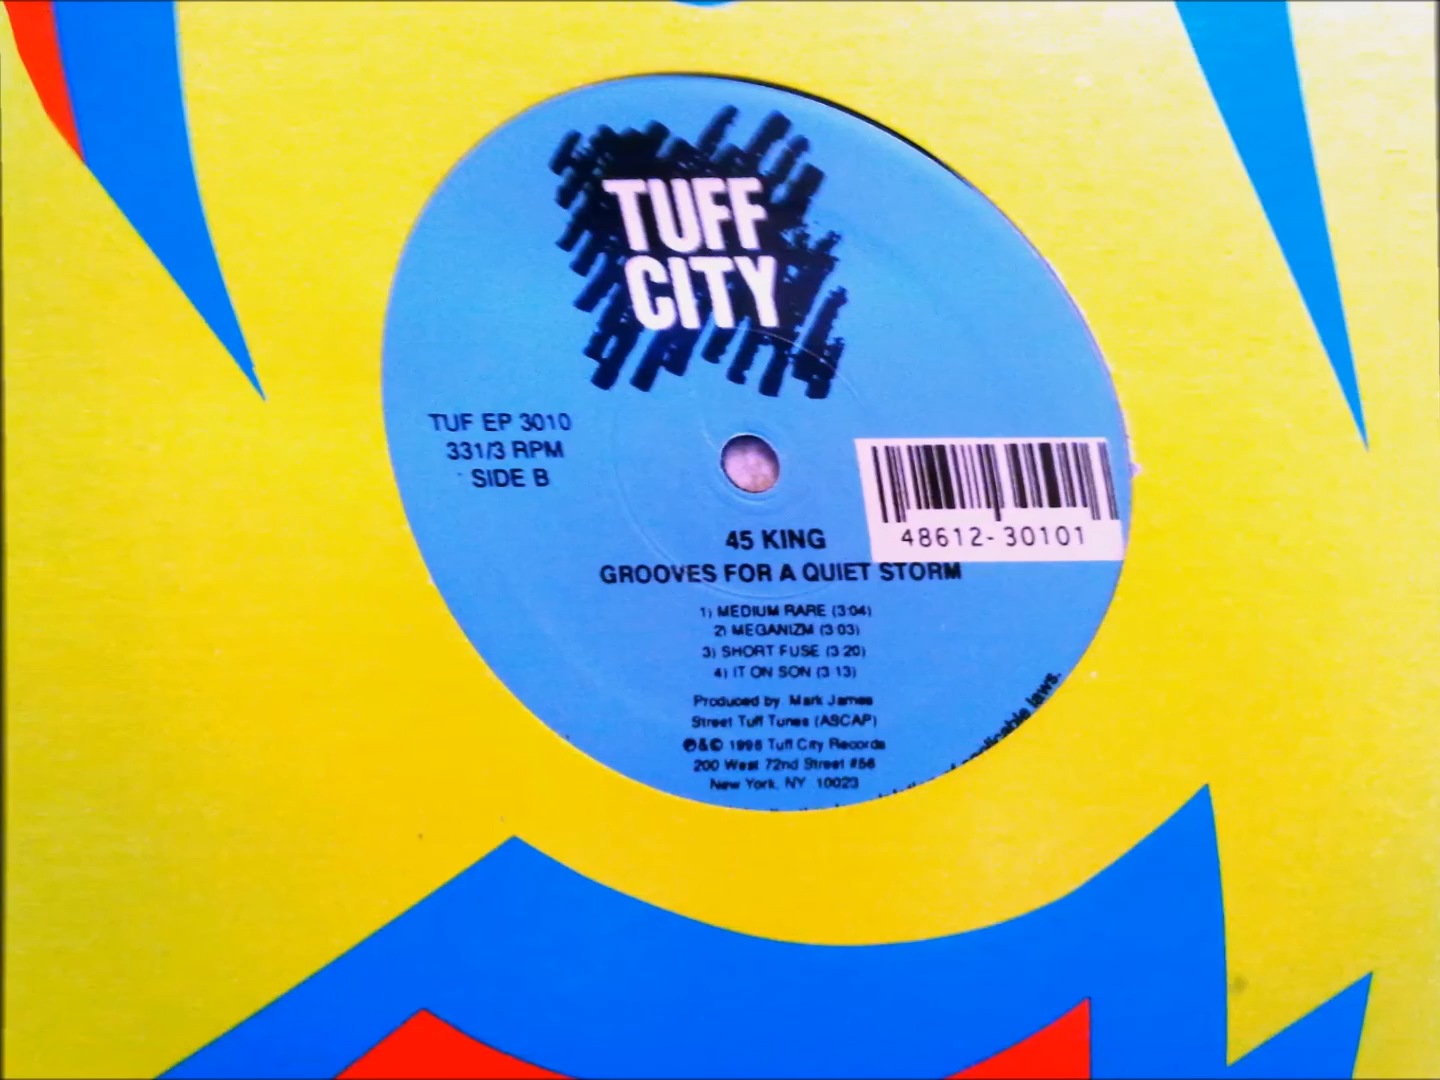 TUFF
CITY
TUF EP 3010
331/3 RPM
SIDE B
48612-30101
45 KING
GROOVES FOR A QUIET STORM
1) MEDIUM RARE (3:04)
2) MEGANIZM (3:03)
3) SHORT FUSE (3:20)
4) IT ON SON (3:13)
Produced by Mark James
Street Tuff Tunes (ASCAP)
℗&© 1996 Tuff City Records
200 West 72nd Street #56
New York, NY 10023
applicable laws.